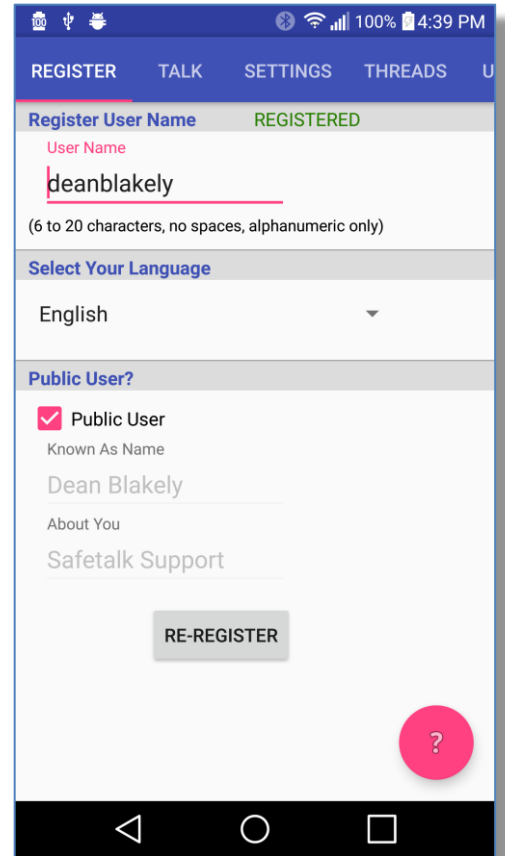 100 100% 4:39 PM
REGISTER TALK SETTINGS THREADS U
Register User Name REGISTERED
User Name
deanblakely
(6 to 20 characters, no spaces, alphanumeric only)
Select Your Language
English
Public User?
Public User
Known As Name
Dean Blakely
About You
Safetalk Support
RE-REGISTER
?